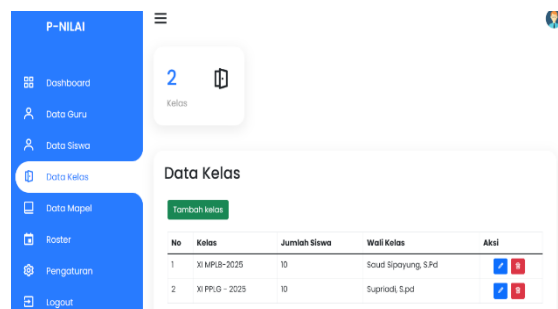 P-NILAI
Dashboard
Data Guru
Data Siswa
Data Kelas
Data Mapel
Roster
Pengaturan
Logout
2
Kelas
Data Kelas
Tambah kelas
No Kelas Jumlah Siswa Wali Kelas Aksi
1 XI MPLB-2025 10 Saud Sipayung, S.Pd
2 XI PPLG - 2025 10 Supriadi, S.pd